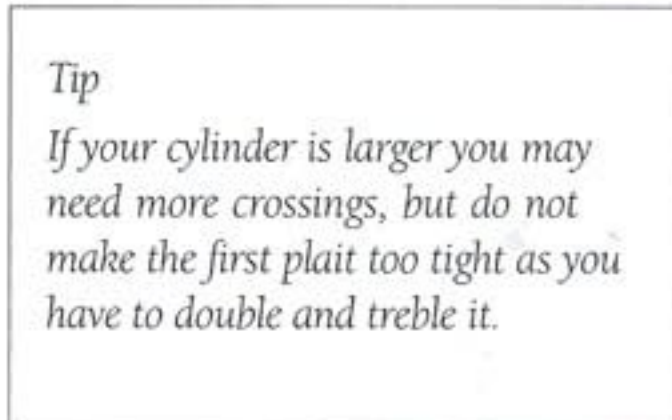 Tip
If your cylinder is larger you may
need more crossings, but do not
make the first plait too tight as you
have to double and treble it.